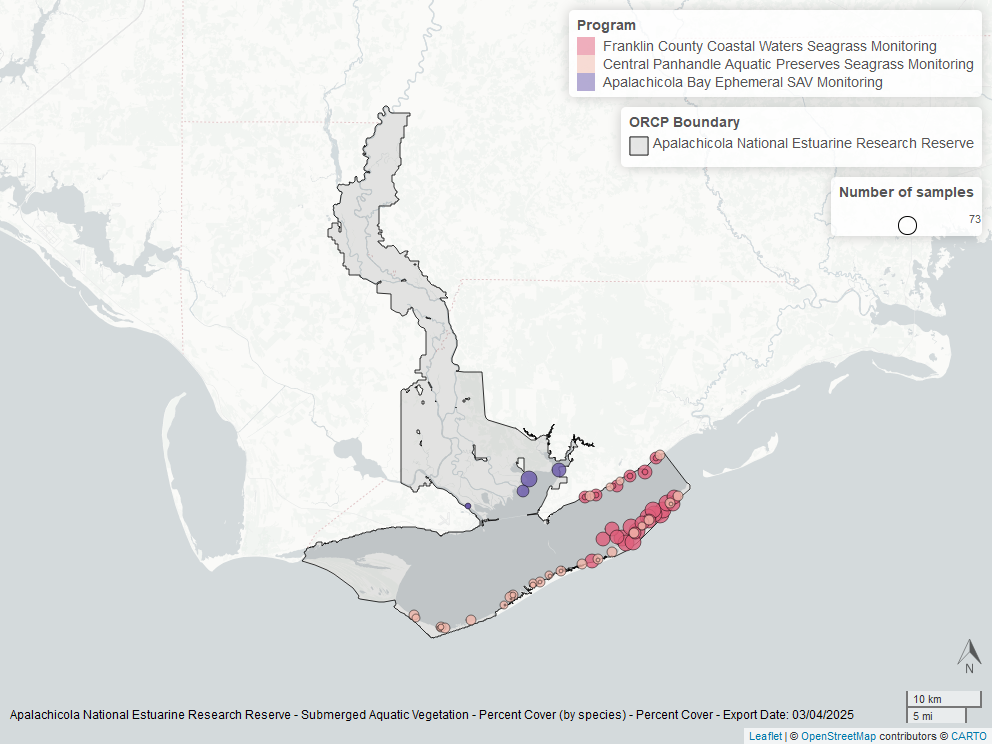 Program
Franklin County Coastal Waters Seagrass Monitoring
Central Panhandle Aquatic Preserves Seagrass Monitoring
Apalachicola Bay Ephemeral SAV Monitoring
ORCP Boundary
Apalachicola National Estuarine Research Reserve
Number of samples
73
N
10 km
5 mi
Apalachicola National Estuarine Research Reserve - Submerged Aquatic Vegetation - Percent Cover (by species) - Percent Cover - Export Date: 03/04/2025
Leaflet | © OpenStreetMap contributors © CARTO